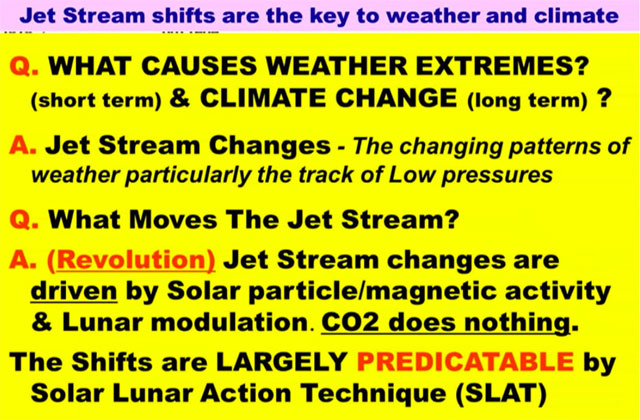 Jet Stream shifts are the key to weather and climate
Q. WHAT CAUSES WEATHER EXTREMES?
(short term) & CLIMATE CHANGE (long term) ?
A. Jet Stream Changes - The changing patterns of
weather particularly the track of Low pressures
Q. What Moves The Jet Stream?
A. (Revolution) Jet Stream changes are
driven by Solar particle/magnetic activity
& Lunar modulation. CO2 does nothing.
The Shifts are LARGELY PREDICATABLE by
Solar Lunar Action Technique (SLAT)